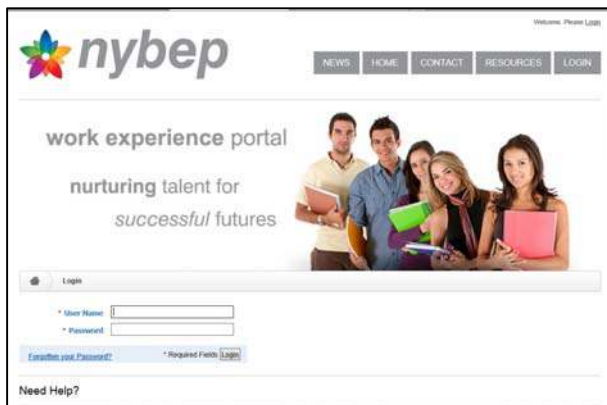 Welcome. Please Login
nybep
NEWS HOME CONTACT RESOURCES LOGIN
work experience portal
nurturing talent for
successful futures
Login
* User Name
* Password
Forgotten your Password? * Required Fields Login
Need Help?